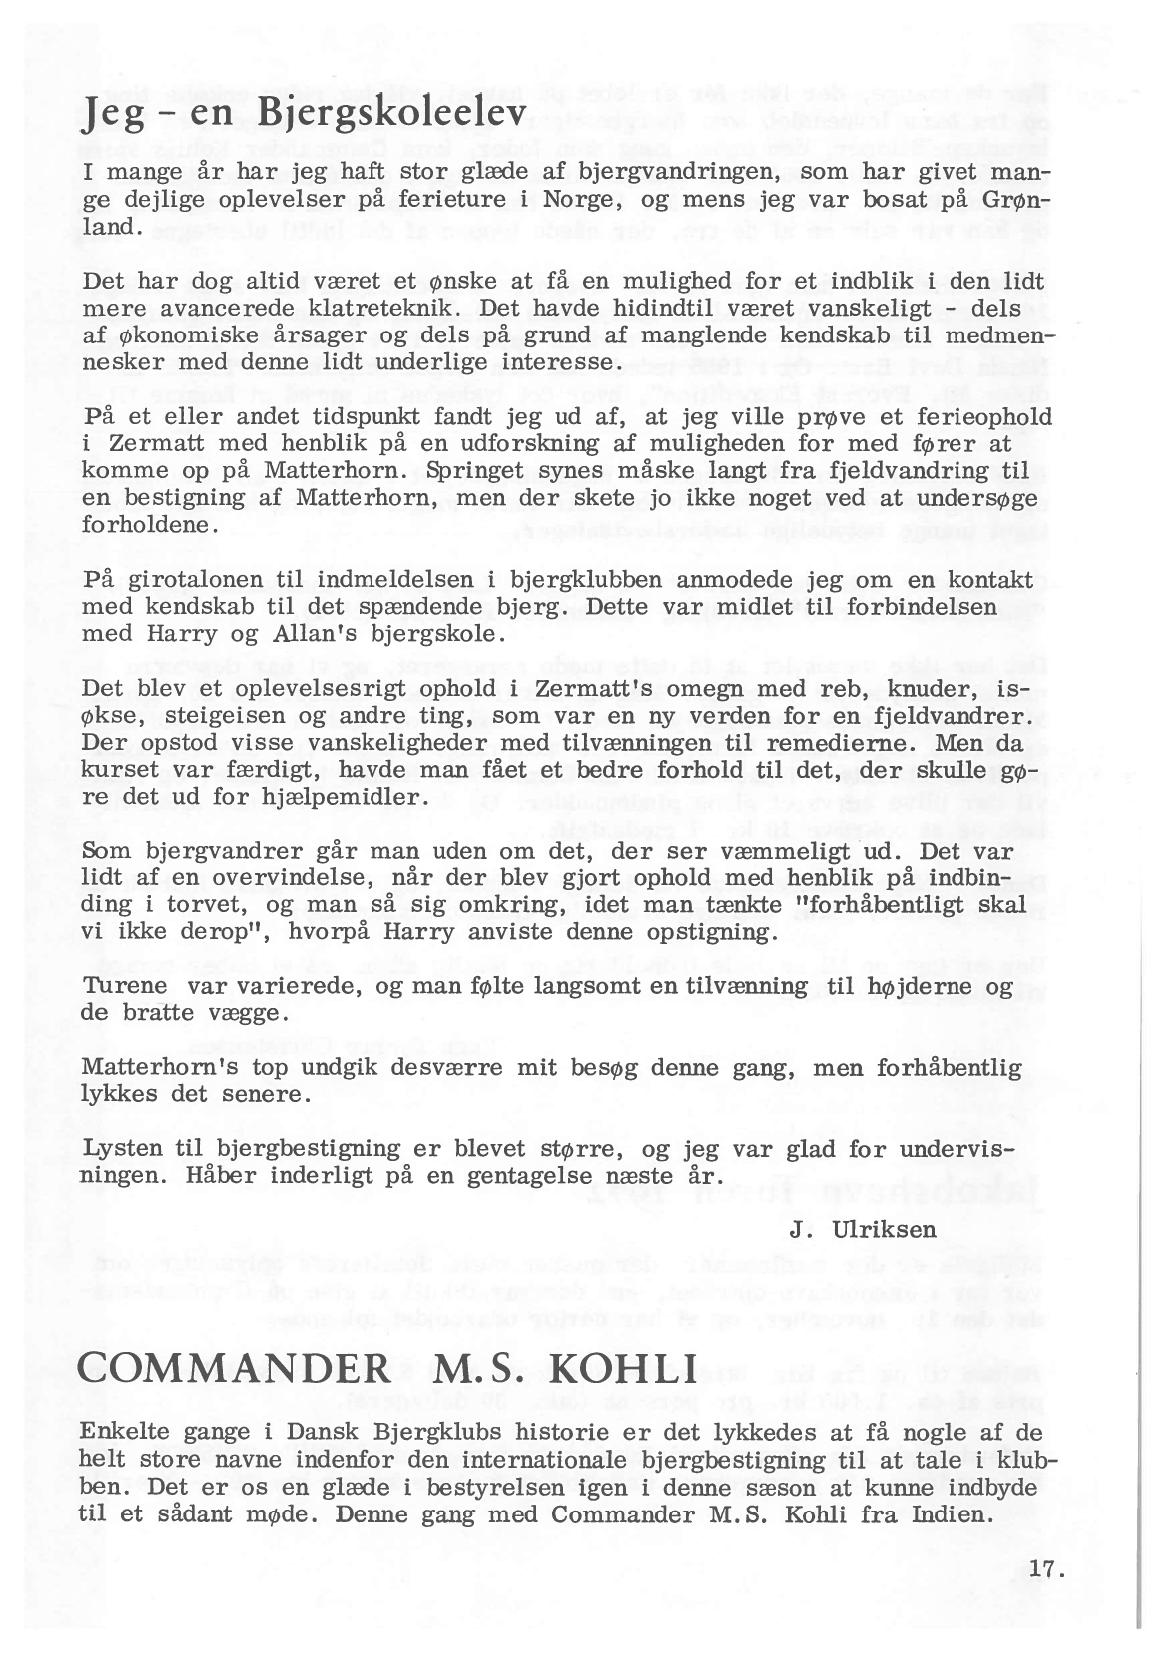 Jeg – en Bjergskoleelev
I mange år har jeg haft stor glæde af bjergvandringen, som har givet man-
ge dejlige oplevelser på ferieture i Norge, og mens jeg var bosat på Grøn-
land.
Det har dog altid været et ønske at få en mulighed for et indblik i den lidt
mere avancerede klatreteknik. Det havde hidindtil været vanskeligt - dels
af økonomiske årsager og dels på grund af manglende kendskab til medmen-
nesker med denne lidt underlige interesse.
På et eller andet tidspunkt fandt jeg ud af, at jeg ville prøve et ferieophold
i Zermatt med henblik på en udforskning af muligheden for med fører at
komme op på Matterhorn. Springet synes måske langt fra fjeldvandring til
en bestigning af Matterhorn, men der skete jo ikke noget ved at undersøge
forholdene.
På girotalonen til indmeldelsen i bjergklubben anmodede jeg om en kontakt
med kendskab til det spændende bjerg. Dette var midlet til forbindelsen
med Harry og Allan's bjergskole.
Det blev et oplevelsesrigt ophold i Zermatt's omegn med reb, knuder, is-
økse, steigeisen og andre ting, som var en ny verden for en fjeldvandrer.
Der opstod visse vanskeligheder med tilvænningen til remedierne. Men da
kurset var færdigt, havde man fået et bedre forhold til det, der skulle gø-
re det ud for hjælpemidler.
Som bjergvandrer går man uden om det, der ser væmmeligt ud. Det var
lidt af en overvindelse, når der blev gjort ophold med henblik på indbin-
ding i torvet, og man så sig omkring, idet man tænkte "forhåbentligt skal
vi ikke derop", hvorpå Harry anviste denne opstigning.
Turene var varierede, og man følte langsomt en tilvænning til højderne og
de bratte vægge.
Matterhorn's top undgik desværre mit besøg denne gang, men forhåbentlig
lykkes det senere.
Lysten til bjergbestigning er blevet større, og jeg var glad for undervis-
ningen. Håber inderligt på en gentagelse næste år.
J. Ulriksen
COMMANDER M. S. KOHLI
Enkelte gange i Dansk Bjergklubs historie er det lykkedes at få nogle af de
helt store navne indenfor den internationale bjergbestigning til at tale i klub-
ben. Det er os en glæde i bestyrelsen igen i denne sæson at kunne indbyde
til et sådant møde. Denne gang med Commander M. S. Kohli fra Indien.
17.